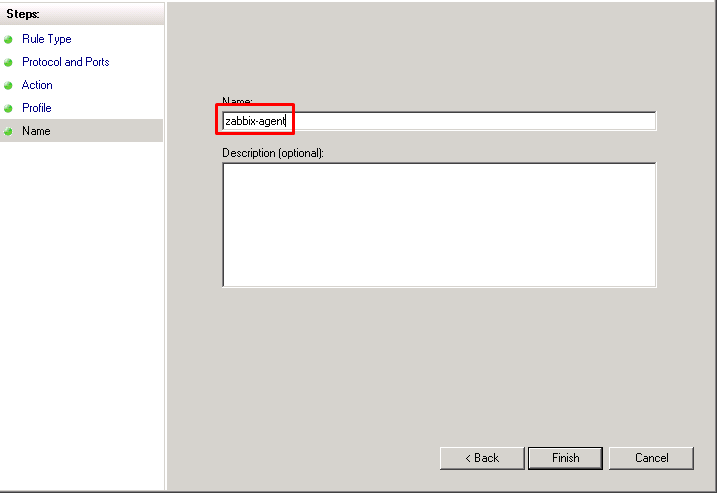 Steps:
Rule Type
Protocol and Ports
Action
Profile
Name
Name:
zabbix-agent
Description (optional):
< Back
Finish
Cancel